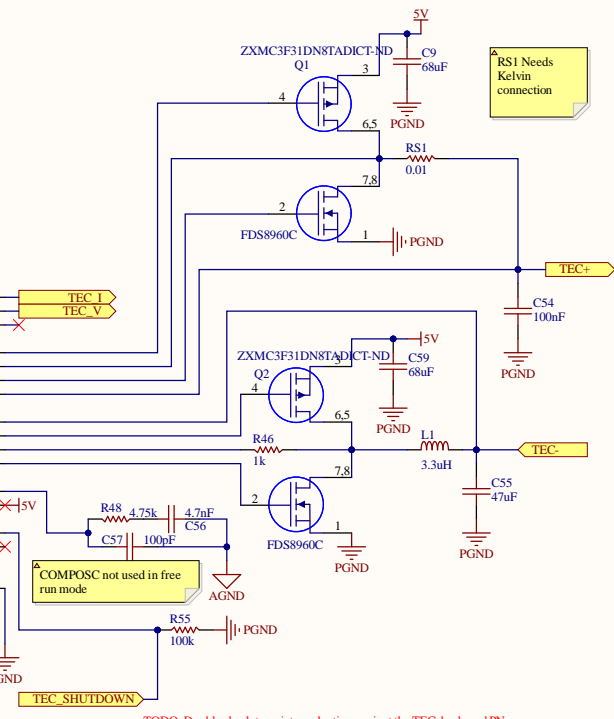 5V
ZXMC3F31DN8TADICT-ND
Q1
3
C9
68uF
4
PGND
6,5
RS1 Needs
Kelvin
connection
RS1
0.01
7,8
2
FDS8960C
1
PGND
TEC+
TEC_I
TEC_V
C54
100nF
PGND
ZXMC3F31DN8TADICT-ND
5V
3
C59
68uF
Q2
4
PGND
6,5
R46
1k
L1
3.3uH
TEC-
7,8
2
FDS8960C
1
PGND
C55
47uF
PGND
5V
R48
4.75k
4.7nF
C56
C57
100pF
COMPOSC not used in free
run mode
AGND
R55
100k
PGND
TEC_SHUTDOWN